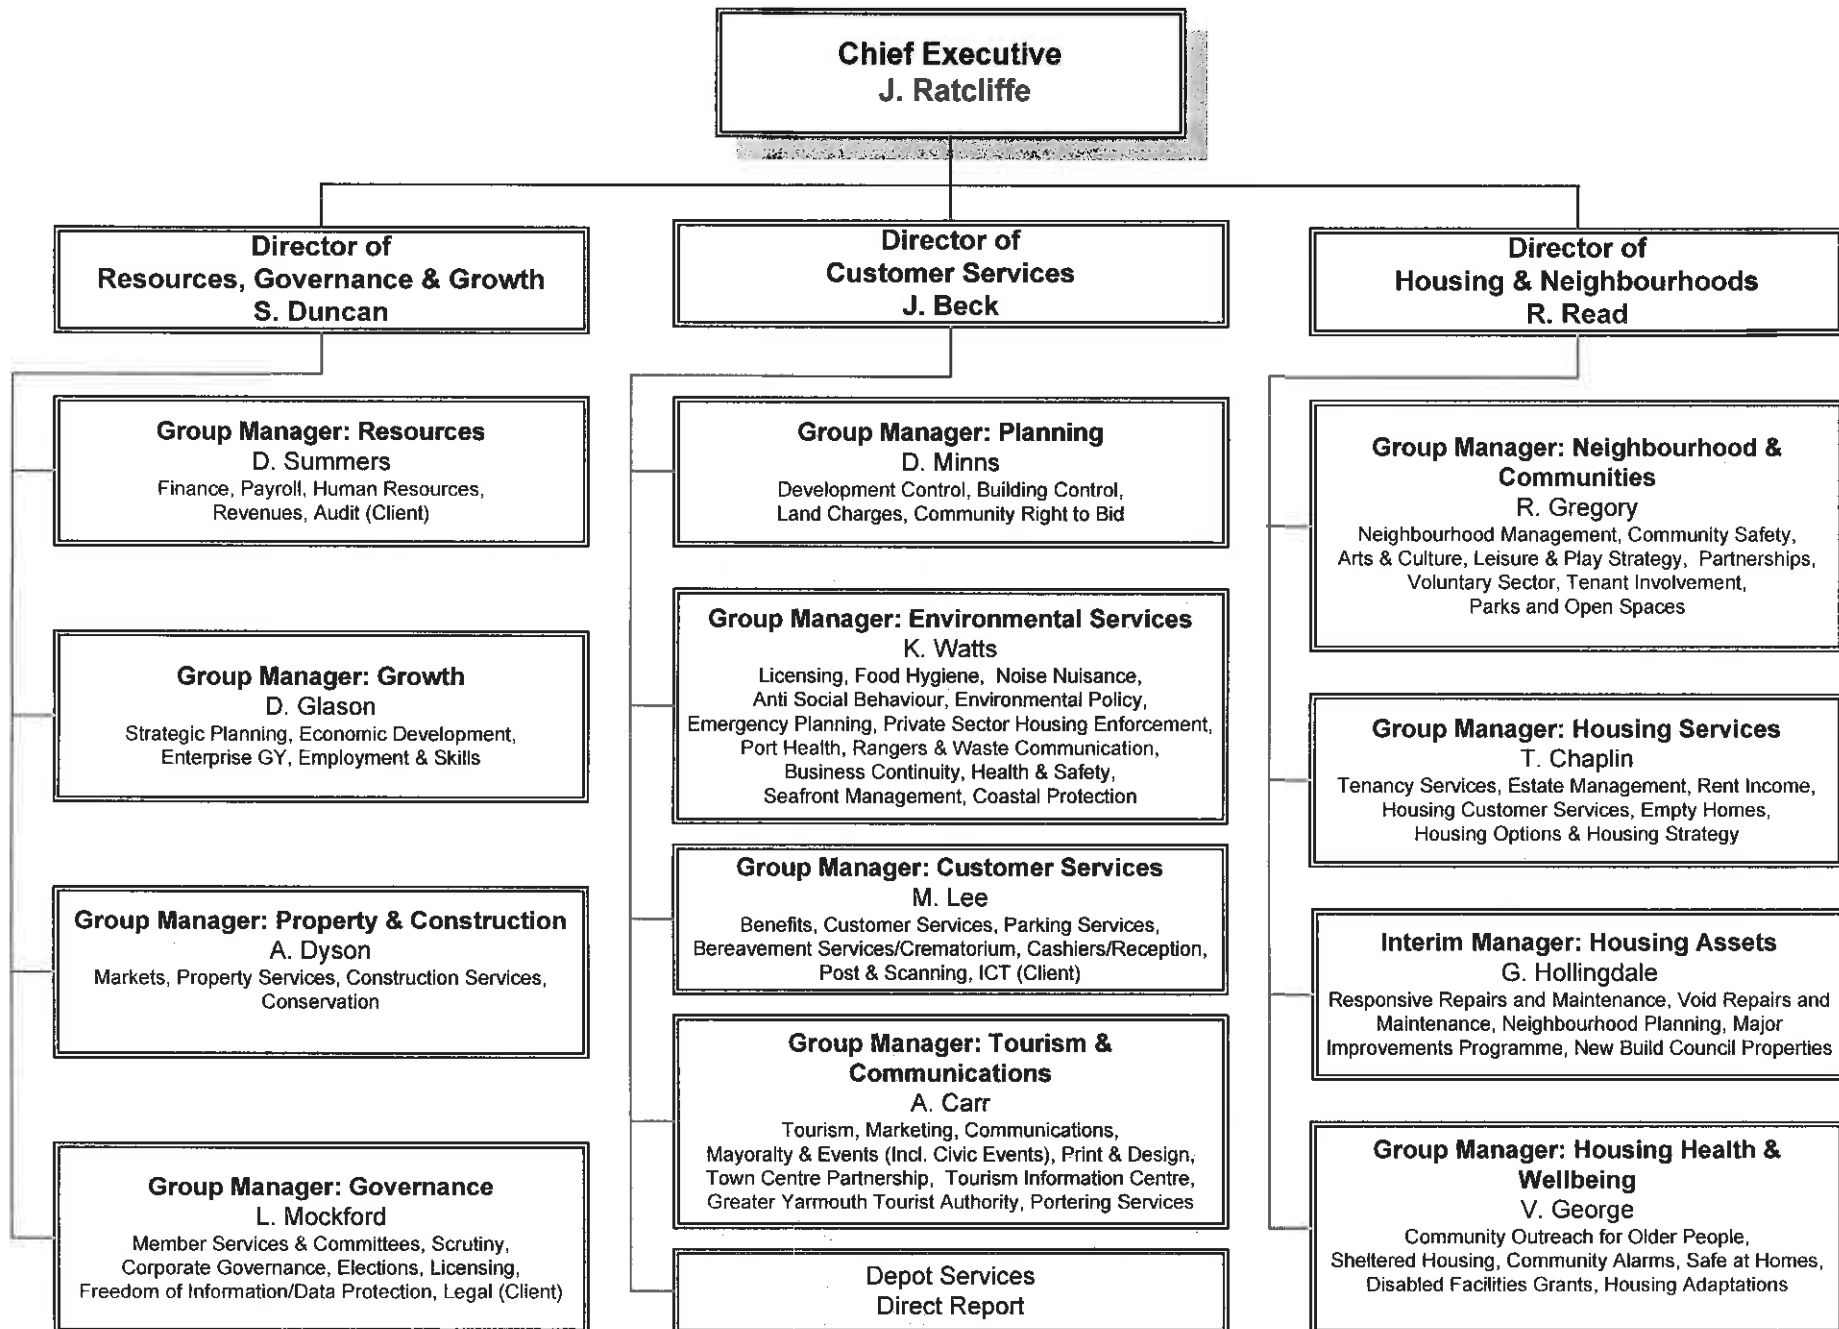 Chief Executive
J. Ratcliffe
Director of
Resources, Governance & Growth
S. Duncan
Group Manager: Resources
D. Summers
Finance, Payroll, Human Resources,
Revenues, Audit (Client)
Group Manager: Growth
D. Glason
Strategic Planning, Economic Development,
Enterprise GY, Employment & Skills
Group Manager: Property & Construction
A. Dyson
Markets, Property Services, Construction Services,
Conservation
Group Manager: Governance
L. Mockford
Member Services & Committees, Scrutiny,
Corporate Governance, Elections, Licensing,
Freedom of Information/Data Protection, Legal (Client)
Director of
Customer Services
J. Beck
Group Manager: Planning
D. Minns
Development Control, Building Control,
Land Charges, Community Right to Bid
Group Manager: Environmental Services
K. Watts
Licensing, Food Hygiene, Noise Nuisance,
Anti Social Behaviour, Environmental Policy,
Emergency Planning, Private Sector Housing Enforcement,
Port Health, Rangers & Waste Communication,
Business Continuity, Health & Safety,
Seafront Management, Coastal Protection
Group Manager: Customer Services
M. Lee
Benefits, Customer Services, Parking Services,
Bereavement Services/Crematorium, Cashiers/Reception,
Post & Scanning, ICT (Client)
Group Manager: Tourism &
Communications
A. Carr
Tourism, Marketing, Communications,
Mayoralty & Events (Incl. Civic Events), Print & Design,
Town Centre Partnership, Tourism Information Centre,
Greater Yarmouth Tourist Authority, Portering Services
Depot Services
Direct Report
Director of
Housing & Neighbourhoods
R. Read
Group Manager: Neighbourhood &
Communities
R. Gregory
Neighbourhood Management, Community Safety,
Arts & Culture, Leisure & Play Strategy, Partnerships,
Voluntary Sector, Tenant Involvement,
Parks and Open Spaces
Group Manager: Housing Services
T. Chaplin
Tenancy Services, Estate Management, Rent Income,
Housing Customer Services, Empty Homes,
Housing Options & Housing Strategy
Interim Manager: Housing Assets
G. Hollingdale
Responsive Repairs and Maintenance, Void Repairs and
Maintenance, Neighbourhood Planning, Major
Improvements Programme, New Build Council Properties
Group Manager: Housing Health &
Wellbeing
V. George
Community Outreach for Older People,
Sheltered Housing, Community Alarms, Safe at Homes,
Disabled Facilities Grants, Housing Adaptations